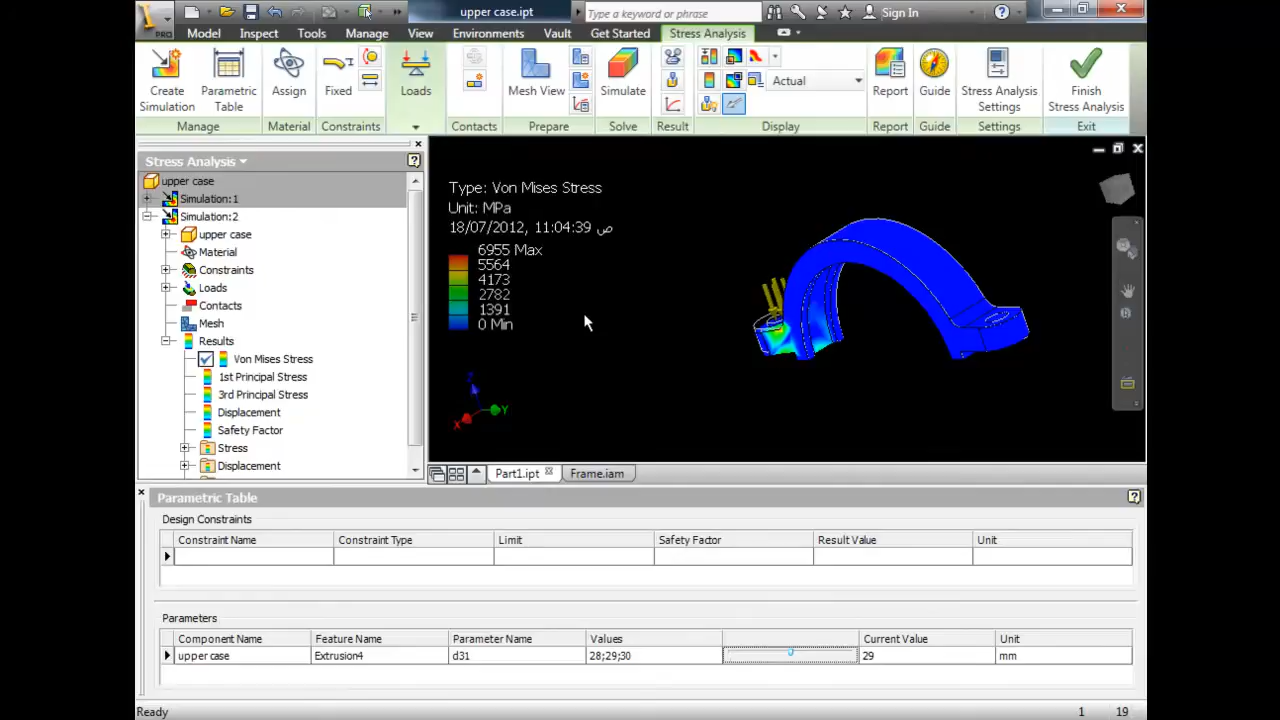 upper case.ipt
Type a keyword or phrase
Sign In
PRO
Model
Inspect
Tools
Manage
View
Environments
Vault
Get Started
Stress Analysis
Create
Simulation
Parametric
Table
Manage
Assign
Material
Fixed
Constraints
Loads
Contacts
Mesh View
Prepare
Simulate
Solve
Result
Actual
Display
Report
Report
Guide
Guide
Stress Analysis
Settings
Settings
Finish
Stress Analysis
Exit
Stress Analysis
upper case
Simulation:1
Simulation:2
upper case
Material
Constraints
Loads
Contacts
Mesh
Results
Von Mises Stress
1st Principal Stress
3rd Principal Stress
Displacement
Safety Factor
Stress
Displacement
Type: Von Mises Stress
Unit: MPa
18/07/2012, 11:04:39 ص
6955 Max
5564
4173
2782
1391
0 Min
Z
X
Y
Part1.ipt
Frame.iam
Parametric Table
Design Constraints
Constraint Name Constraint Type Limit Safety Factor Result Value Unit
Parameters
Component Name Feature Name Parameter Name Values Current Value Unit
upper case Extrusion4 d31 28;29;30 29 mm
Ready 1 19